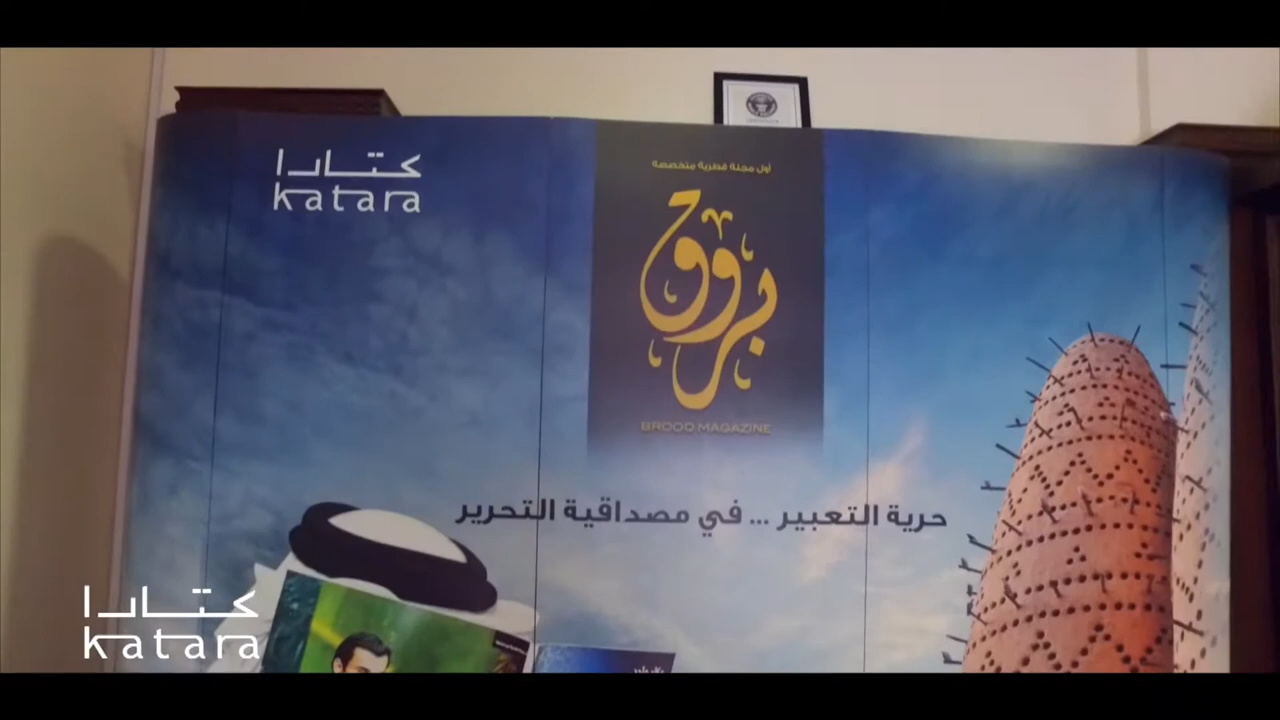 كتارا
katara
أول مجلة قطرية متخصصة
بروق
BROOQ MAGAZINE
حرية التعبير ... في مصداقية التحرير
كتارا
katara